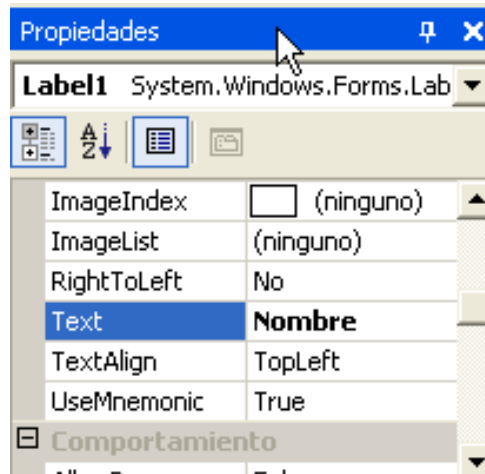 Propiedades
Label1 System.Windows.Forms.Lab
ImageIndex (ninguno)
ImageList (ninguno)
RightToLeft No
Text Nombre
TextAlign TopLeft
UseMnemonic True
Comportamiento